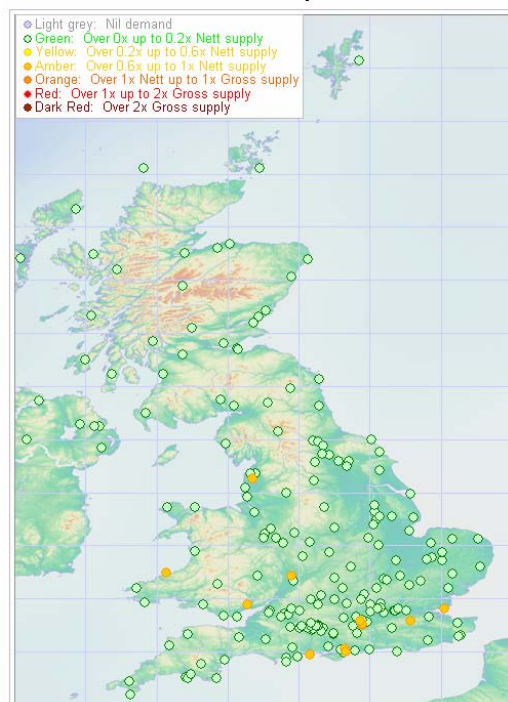 Light grey: Nil demand
Green: Over 0x up to 0.2x Nett supply
Yellow: Over 0.2x up to 0.6x Nett supply
Amber: Over 0.6x up to 1x Nett supply
Orange: Over 1x Nett up to 1x Gross supply
Red: Over 1x up to 2x Gross supply
Dark Red: Over 2x Gross supply